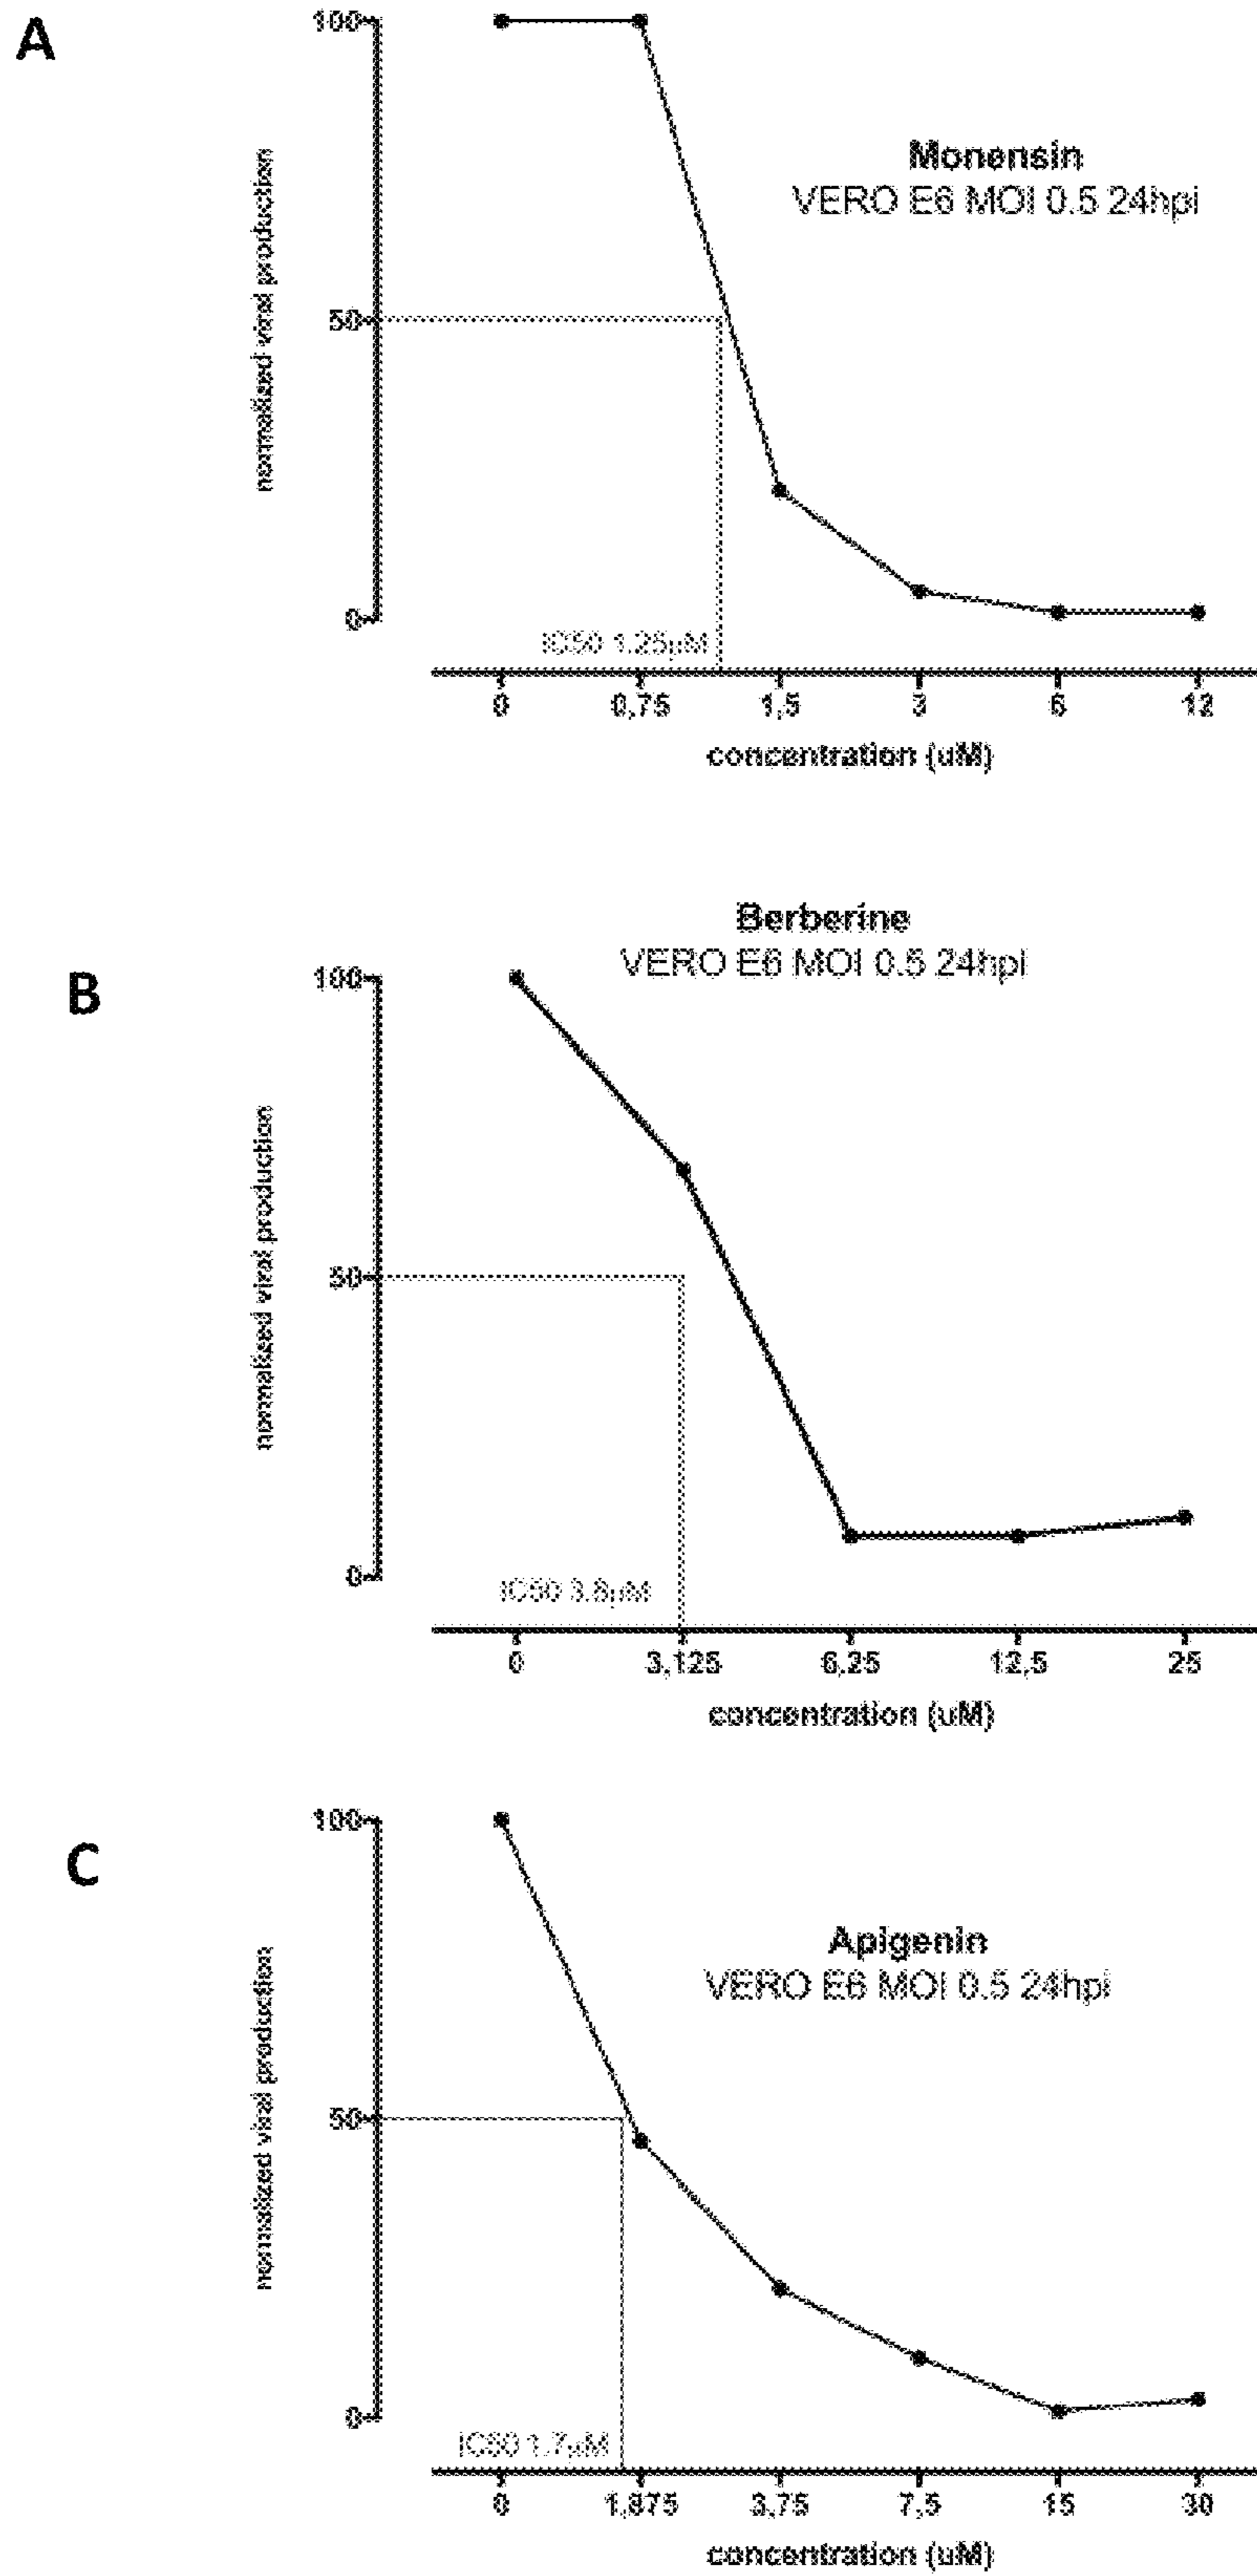 A
100
Monensin
VERO E6 MOI 0.5 24hpi
normalized viral production
50
0
IC50 1.25µM
0
0,75
1,5
3
6
12
concentration (uM)
Berberine
VERO E6 MOI 0.5 24hpi
B
100
normalized viral production
50
0
IC50 3.8µM
0
3,125
6,25
12,5
25
concentration (uM)
C
100
Apigenin
VERO E6 MOI 0.5 24hpi
normalized viral production
50
0
IC50 1.7µM
0
1,875
3,75
7,5
15
30
concentration (uM)